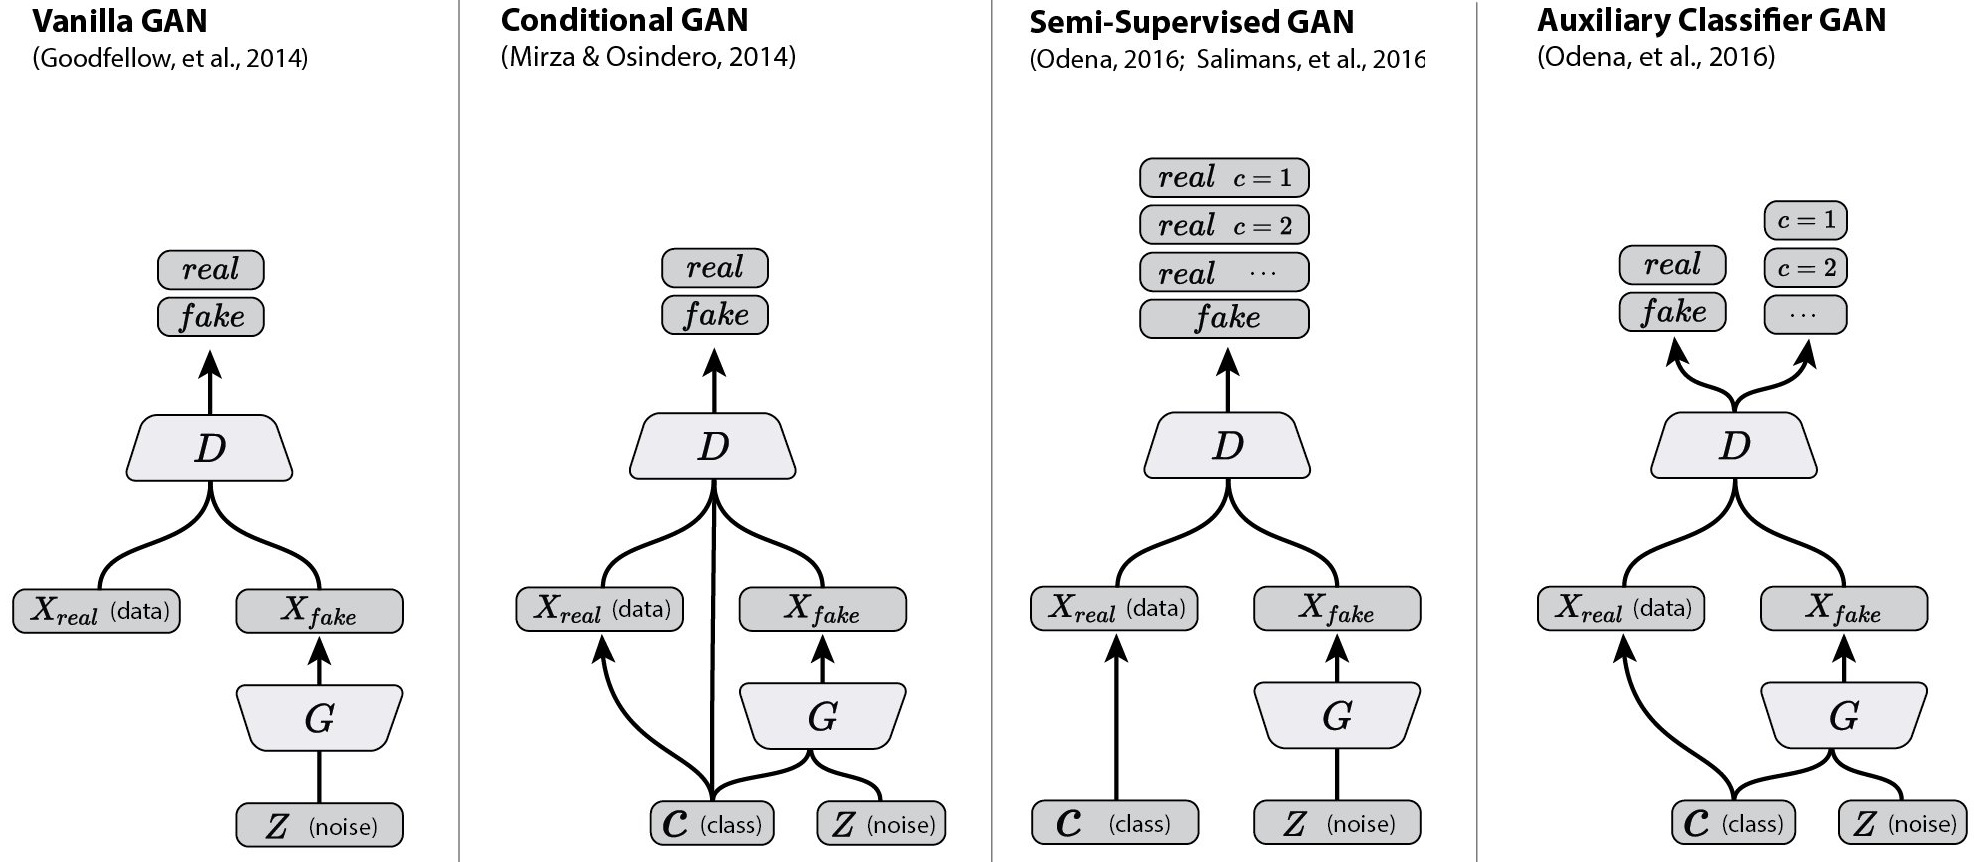 Vanilla GAN
(Goodfellow, et al., 2014)
real
fake
D
X_real (data)
X_fake
G
Z (noise)
Conditional GAN
(Mirza & Osindero, 2014)
real
fake
D
X_real (data)
X_fake
G
C (class)
Z (noise)
Semi-Supervised GAN
(Odena, 2016; Salimans, et al., 2016
real c = 1
real c = 2
real ...
fake
D
X_real (data)
X_fake
G
C (class)
Z (noise)
Auxiliary Classifier GAN
(Odena, et al., 2016)
real
fake
c = 1
c = 2
...
D
X_real (data)
X_fake
G
C (class)
Z (noise)